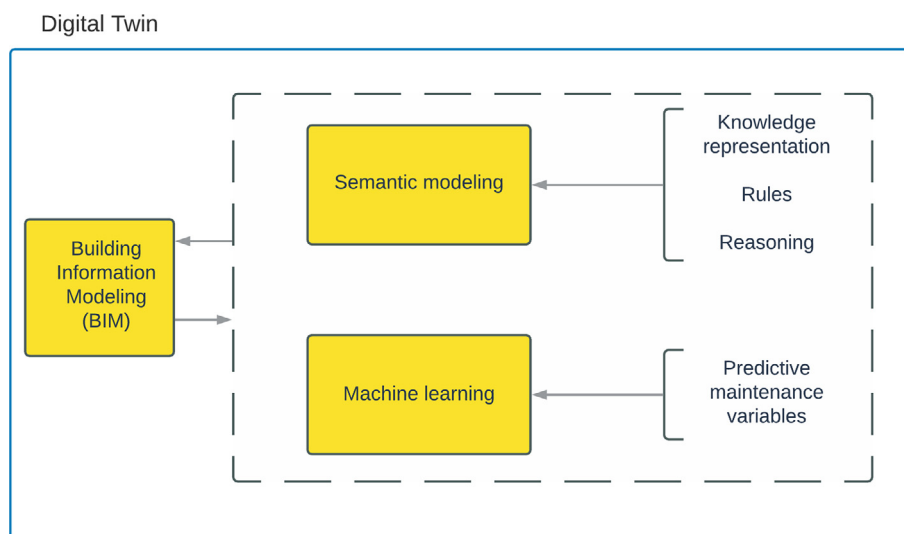 Digital Twin
Knowledge
representation
Semantic modeling
Rules
Reasoning
Building
Information
Modeling
(BIM)
Machine learning
Predictive
maintenance
variables